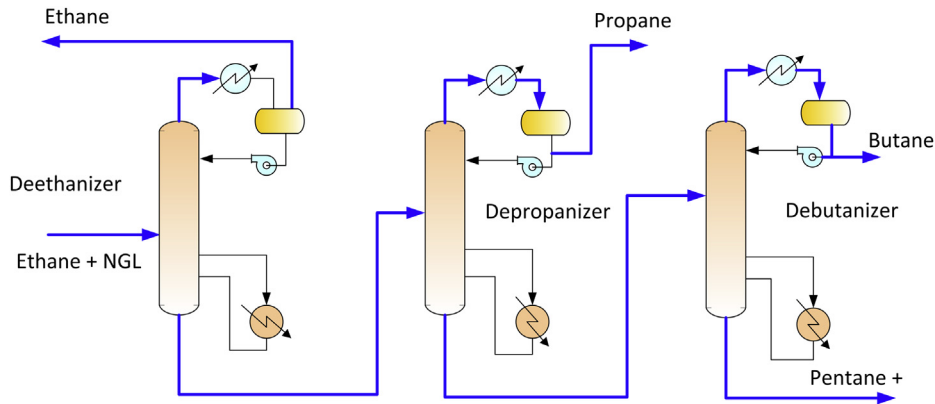 Ethane
Propane
Butane
Deethanizer
Depropanizer
Debutanizer
Ethane + NGL
Pentane +